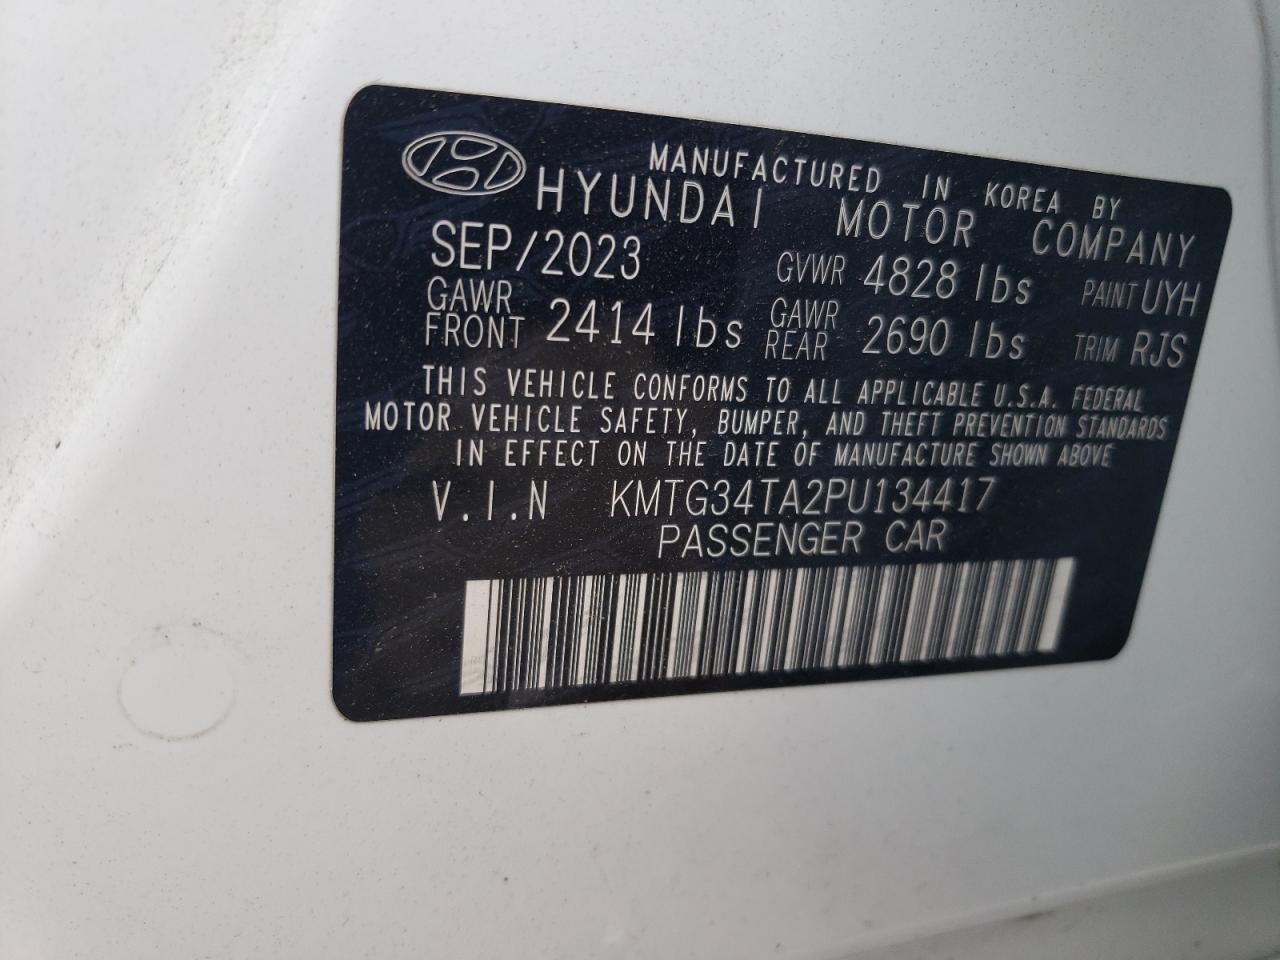 MANUFACTURED IN KOREA BY
HYUNDAI MOTOR COMPANY
SEP/2023 GVWR 4828 lbs PAINT UYH
GAWR FRONT 2414 lbs GAWR REAR 2690 lbs TRIM RJS
THIS VEHICLE CONFORMS TO ALL APPLICABLE U.S.A. FEDERAL
MOTOR VEHICLE SAFETY, BUMPER, AND THEFT PREVENTION STANDARDS
IN EFFECT ON THE DATE OF MANUFACTURE SHOWN ABOVE
V.I.N KMTG34TA2PU134417
PASSENGER CAR